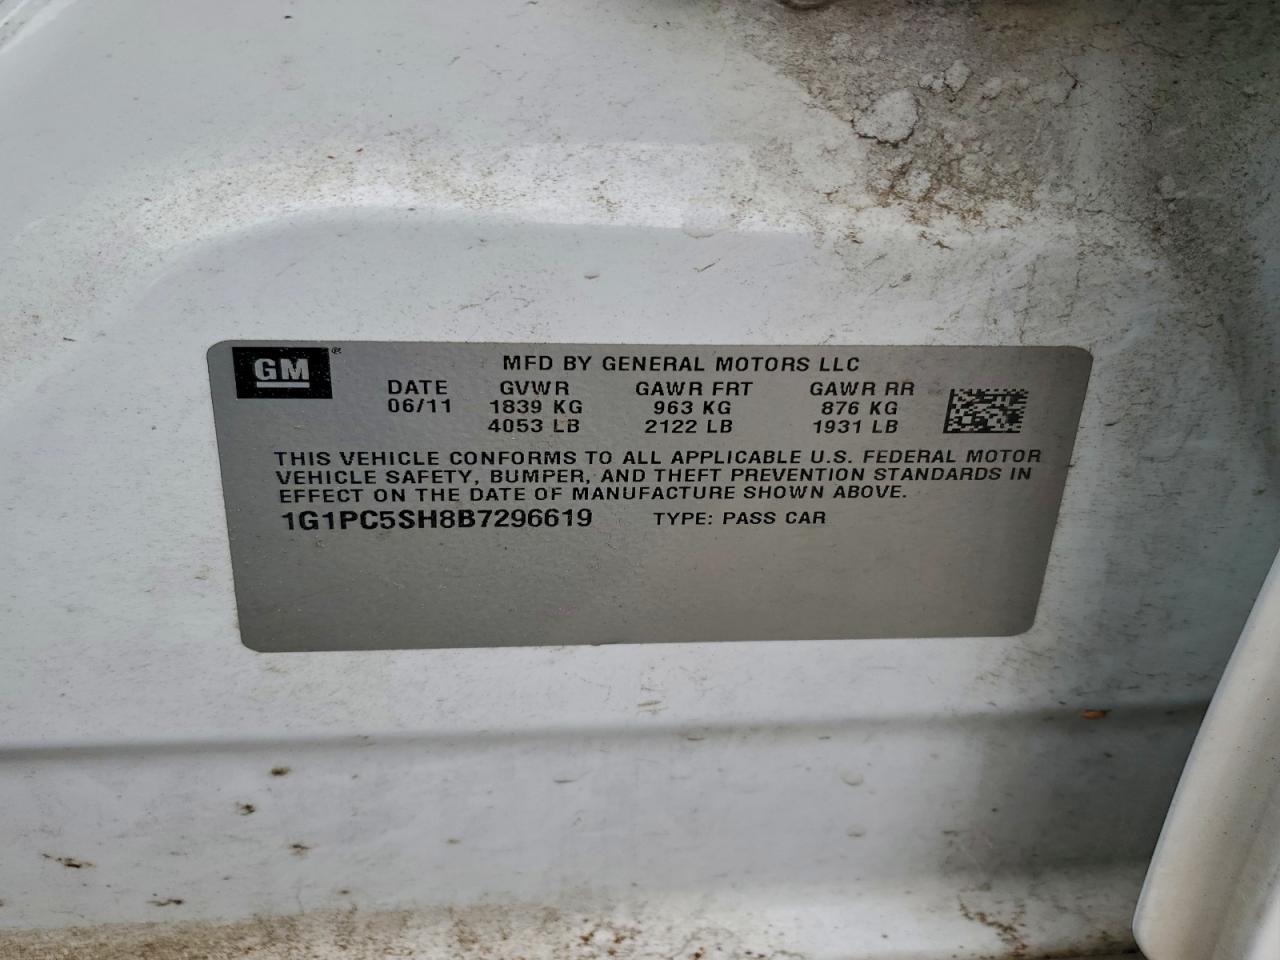 GM®
MFD BY GENERAL MOTORS LLC
DATE GVWR GAWR FRT GAWR RR
06/11 1839 KG 963 KG 876 KG
4053 LB 2122 LB 1931 LB
THIS VEHICLE CONFORMS TO ALL APPLICABLE U.S. FEDERAL MOTOR
VEHICLE SAFETY, BUMPER, AND THEFT PREVENTION STANDARDS IN
EFFECT ON THE DATE OF MANUFACTURE SHOWN ABOVE.
1G1PC5SH8B7296619 TYPE: PASS CAR